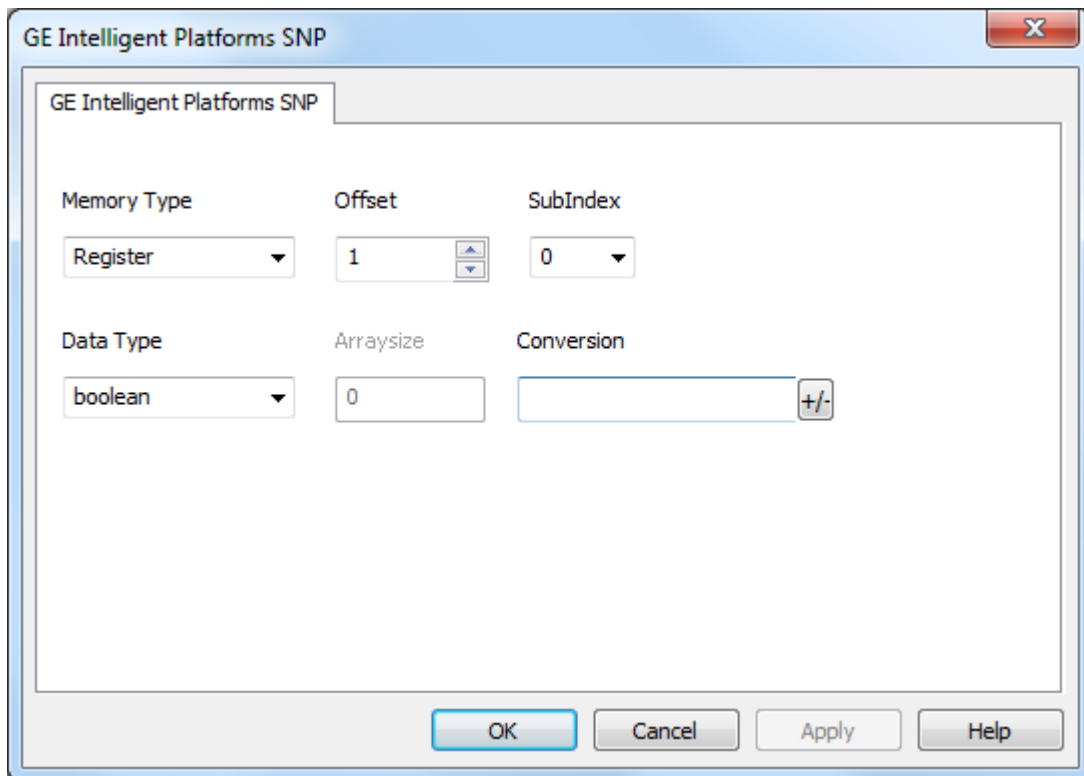 GE Intelligent Platforms SNP
GE Intelligent Platforms SNP
Memory Type Offset SubIndex
Register 1 0
Data Type Arraysize Conversion
boolean 0 +/-
OK Cancel Apply Help